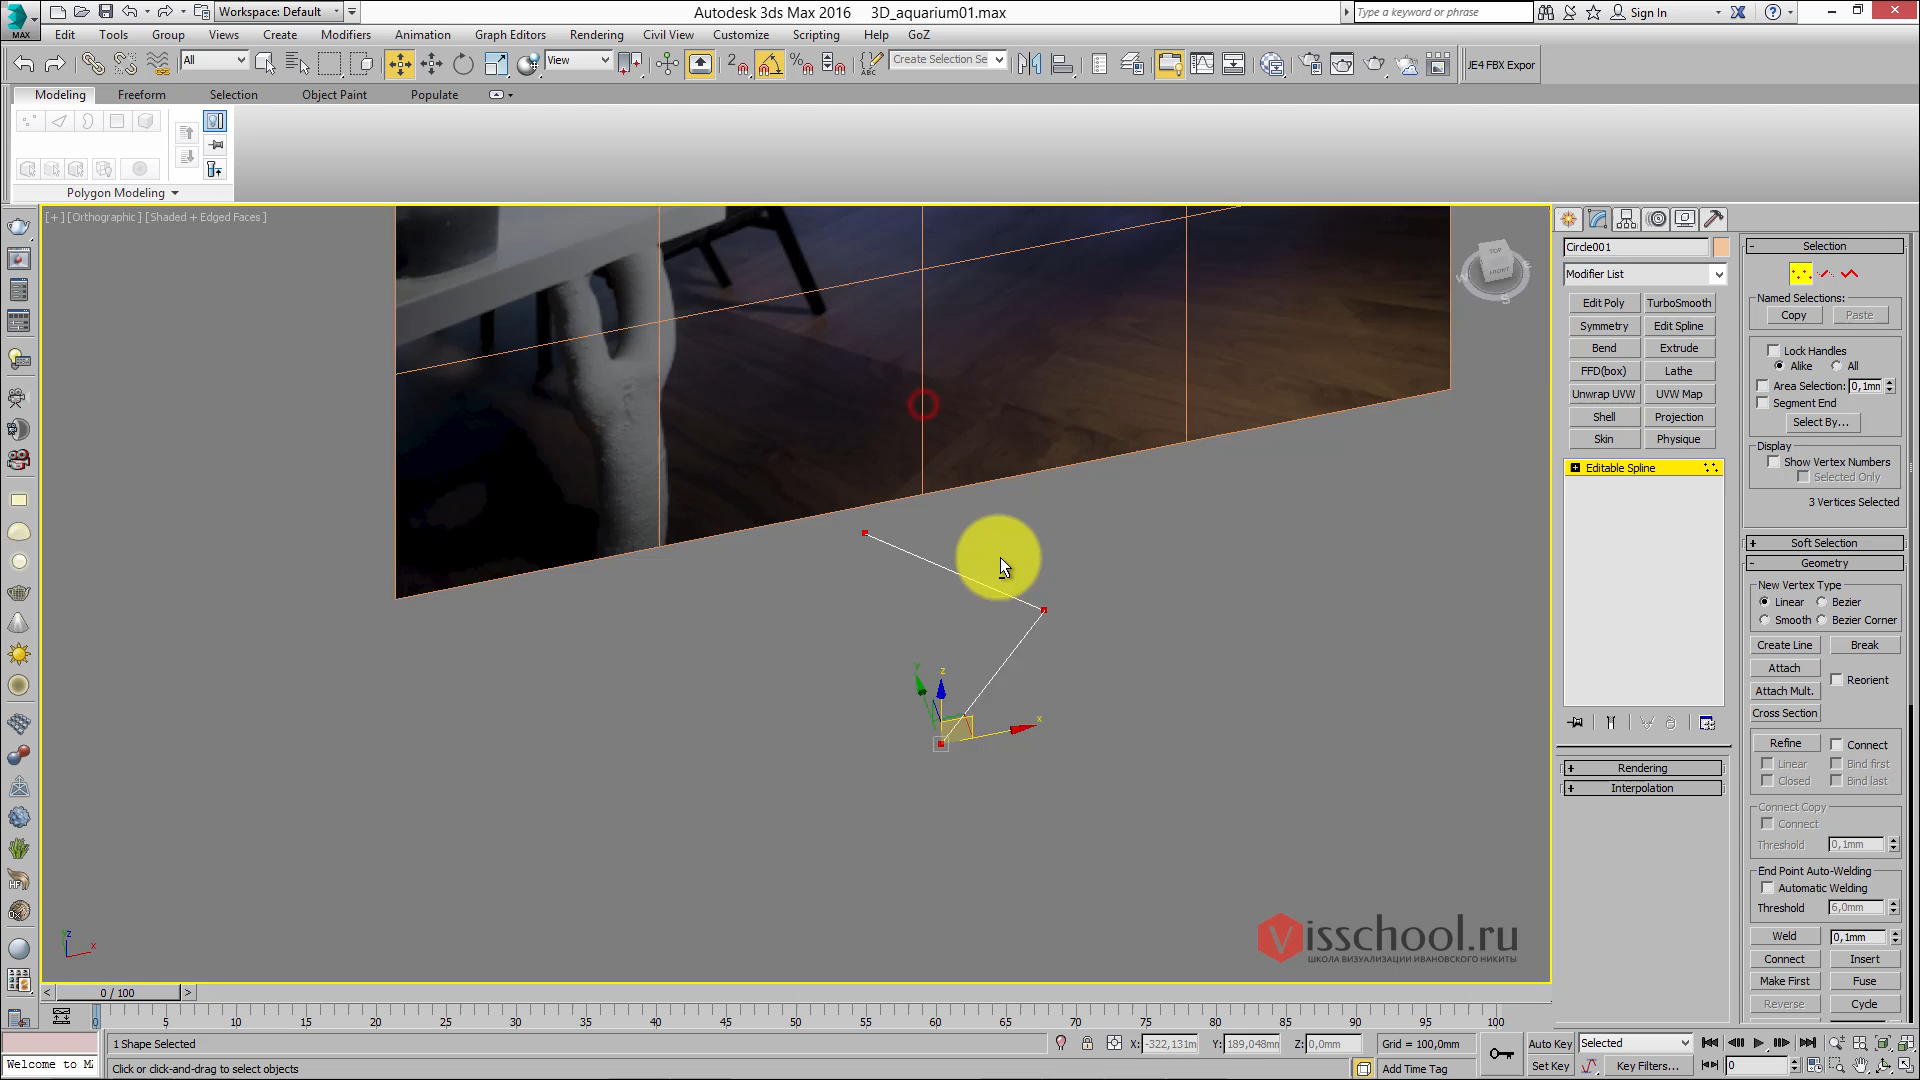 Workspace: Default
Autodesk 3ds Max 2016    3D_aquarium01.max
Type a keyword or phrase
Sign In
MAX
Edit Tools Group Views Create Modifiers Animation Graph Editors Rendering Civil View Customize Scripting Help GoZ
All
View
Create Selection Se
JE4 FBX Expor
Modeling Freeform Selection Object Paint Populate
Polygon Modeling
[+] [Orthographic] [Shaded + Edged Faces]
TOP
FRONT
S
Circle001
Modifier List
Edit Poly TurboSmooth
Symmetry Edit Spline
Bend Extrude
FFD(box) Lathe
Unwrap UVW UVW Map
Shell Projection
Skin Physique
Editable Spline
Rendering
Interpolation
Selection
Named Selections:
Copy Paste
Lock Handles
Alike All
Area Selection: 0,1mm
Segment End
Select By...
Display
Show Vertex Numbers
Selected Only
3 Vertices Selected
Soft Selection
Geometry
New Vertex Type
Linear Bezier
Smooth Bezier Corner
Create Line Break
Attach
Reorient
Attach Mult.
Cross Section
Refine Connect
Linear Bind first
Closed Bind last
Connect Copy
Connect
Threshold 0,1mm
End Point Auto-Welding
Automatic Welding
Threshold 6,0mm
Weld 0,1mm
Connect Insert
Make First Fuse
Reverse Cycle
y
z
x
z
x
Visschool.ru
ШКОЛА ВИЗУАЛИЗАЦИИ ИВАНОВСКОГО НИКИТЫ
0 / 100
0 5 10 15 20 25 30 35 40 45 50 55 60 65 70 75 80 85 90 95 100
1 Shape Selected
X: -322,131m Y: 189,048mm Z: 0,0mm Grid = 100,0mm
Auto Key Selected
Welcome to M
Click or click-and-drag to select objects
Add Time Tag
Set Key Key Filters... 0